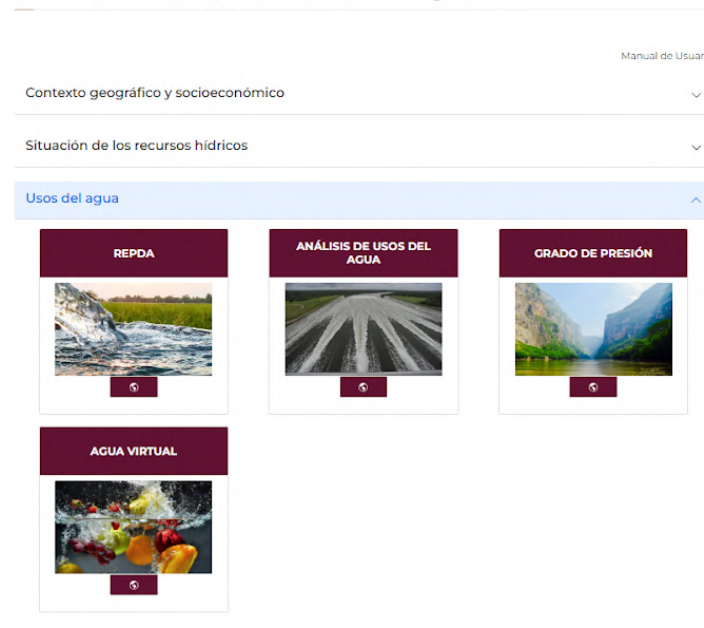 Manual de Usuar
Contexto geográfico y socioeconómico
Situación de los recursos hídricos
Usos del agua
REPDA
ANÁLISIS DE USOS DEL
AGUA
GRADO DE PRESIÓN
AGUA VIRTUAL